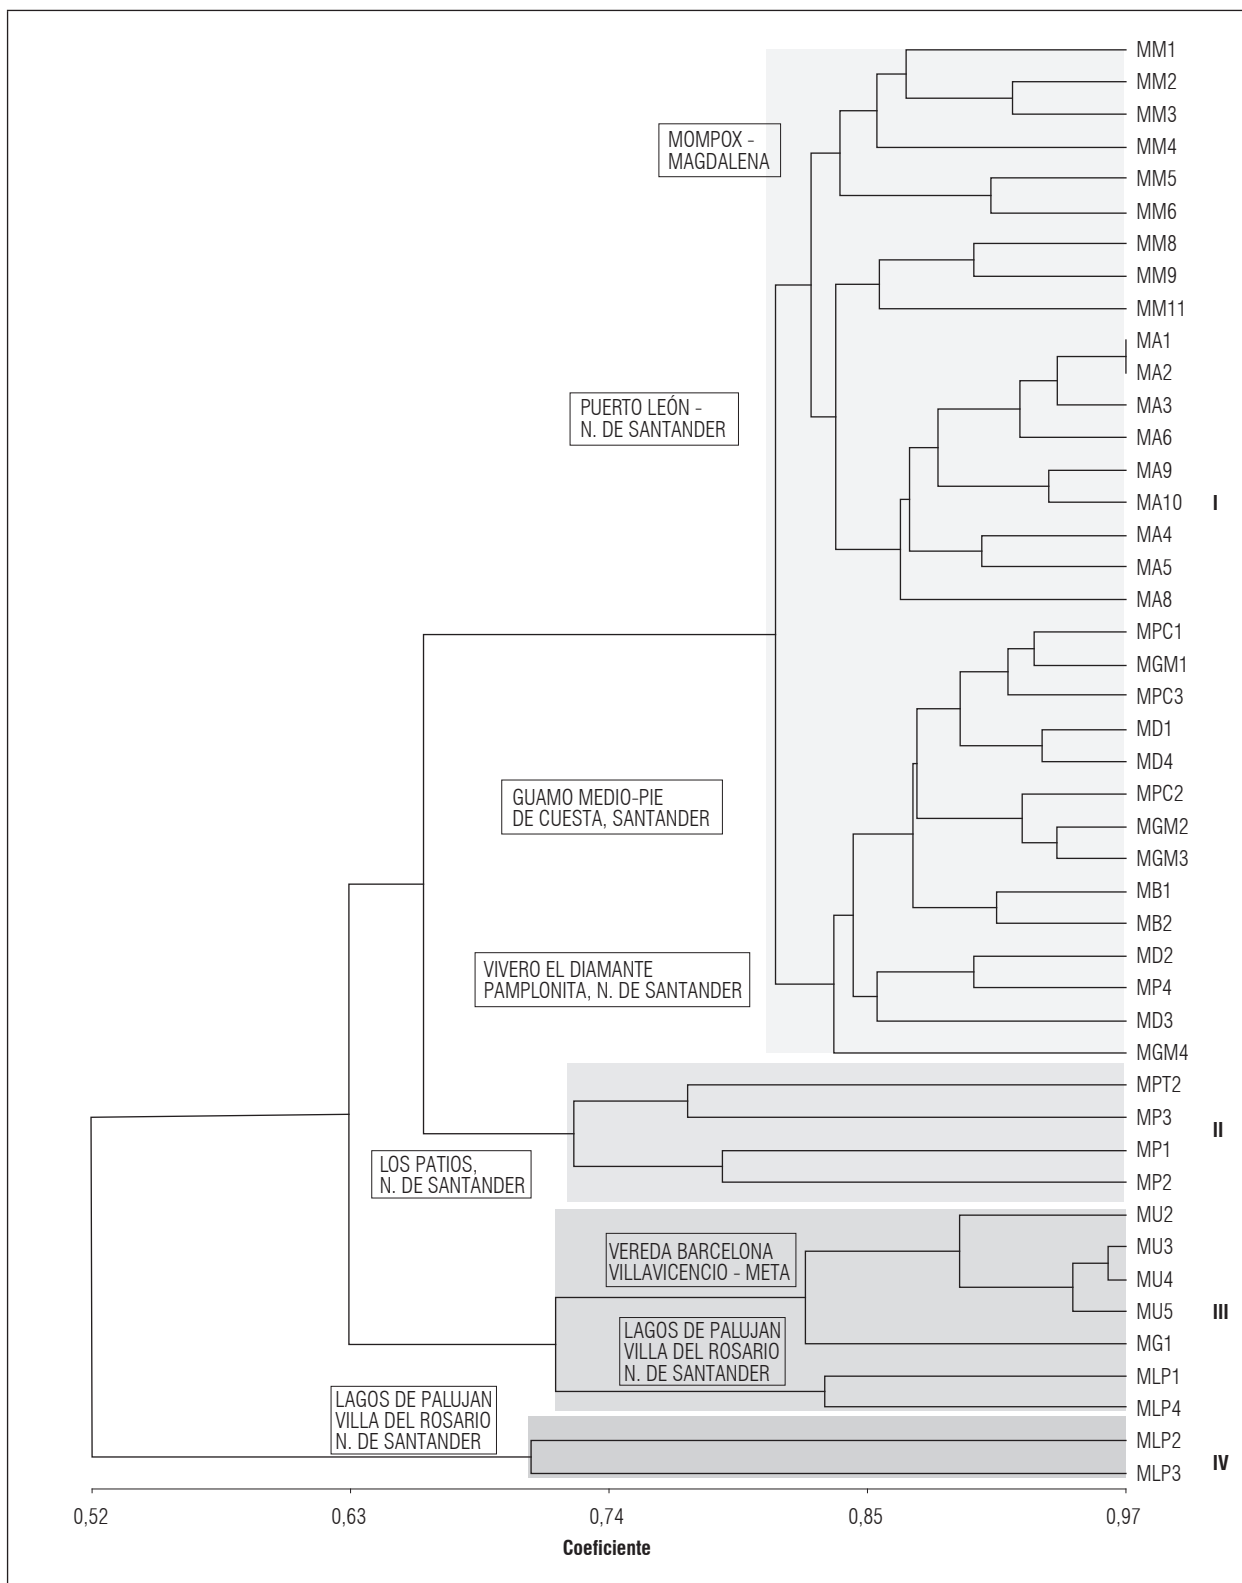 MM1
MM2
MM3
MOMPOX -
MAGDALENA
MM4
MM5
MM6
MM8
MM9
MM11
MA1
MA2
PUERTO LEÓN -
N. DE SANTANDER
MA3
MA6
MA9
MA10
I
MA4
MA5
MA8
MPC1
MGM1
MPC3
MD1
MD4
GUAMO MEDIO-PIE
DE CUESTA, SANTANDER
MPC2
MGM2
MGM3
MB1
MB2
VIVERO EL DIAMANTE
PAMPLONITA, N. DE SANTANDER
MD2
MP4
MD3
MGM4
MPT2
MP3
II
MP1
MP2
LOS PATIOS,
N. DE SANTANDER
MU2
VEREDA BARCELONA
VILLAVICENCIO - META
MU3
MU4
MU5
III
LAGOS DE PALUJAN
VILLA DEL ROSARIO
N. DE SANTANDER
MG1
MLP1
MLP4
LAGOS DE PALUJAN
VILLA DEL ROSARIO
N. DE SANTANDER
MLP2
IV
MLP3
0,52 0,63 0,74 0,85 0,97
Coeficiente